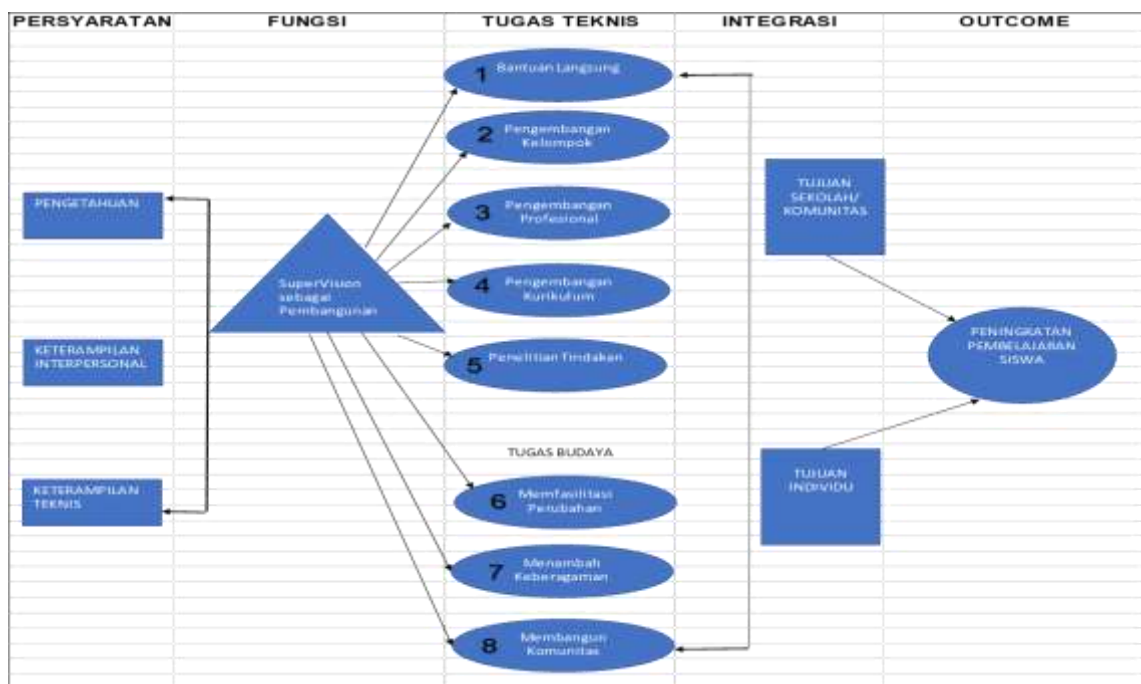 PERSYARATAN
FUNGSI
TUGAS TEKNIS
INTEGRASI
OUTCOME
PENGETAHUAN
KETERAMPILAN
INTERPERSONAL
KETERAMPILAN
TEKNIS
SuperVision
sebagai
Pembangunan
1 Bantuan Langsung
2 Pengembangan
Kelompok
3 Pengembangan
Profesional
4 Pengembangan
Kurikulum
5 Penelitian Tindakan
TUGAS BUDAYA
6 Memfasilitasi
Perubahan
7 Menambah
Keberagaman
8 Membangun
Komunitas
TUJUAN
SEKOLAH/
KOMUNITAS
TUJUAN
INDIVIDU
PENINGKATAN
PEMBELAJARAN
SISWA